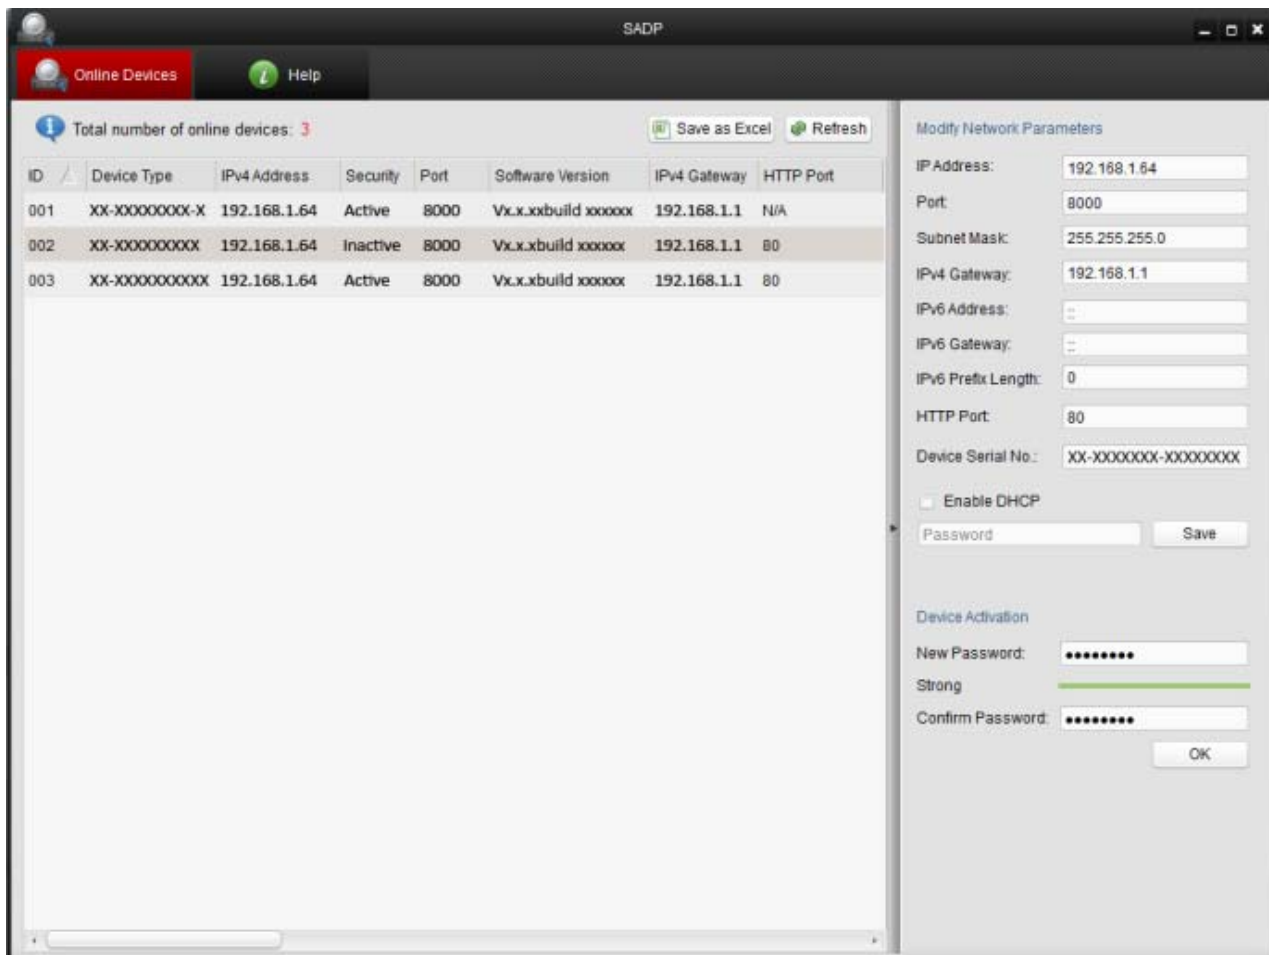 SADP
Online Devices Help
Total number of online devices: 3 Save as Excel Refresh
ID Device Type IPv4 Address Security Port Software Version IPv4 Gateway HTTP Port
001 XX-XXXXXXXX-X 192.168.1.64 Active 8000 Vx.x.xxbuild xxxxxx 192.168.1.1 N/A
002 XX-XXXXXXXXX 192.168.1.64 Inactive 8000 Vx.x.xbuild xxxxxx 192.168.1.1 80
003 XX-XXXXXXXXXX 192.168.1.64 Active 8000 Vx.x.xbuild xxxxxx 192.168.1.1 80
Modify Network Parameters
IP Address: 192.168.1.64
Port: 8000
Subnet Mask: 255.255.255.0
IPv4 Gateway: 192.168.1.1
IPv6 Address: ::
IPv6 Gateway: ::
IPv6 Prefix Length: 0
HTTP Port: 80
Device Serial No.: XX-XXXXXXX-XXXXXXXX
Enable DHCP
Password Save
Device Activation
New Password: ••••••••
Strong
Confirm Password: ••••••••
OK